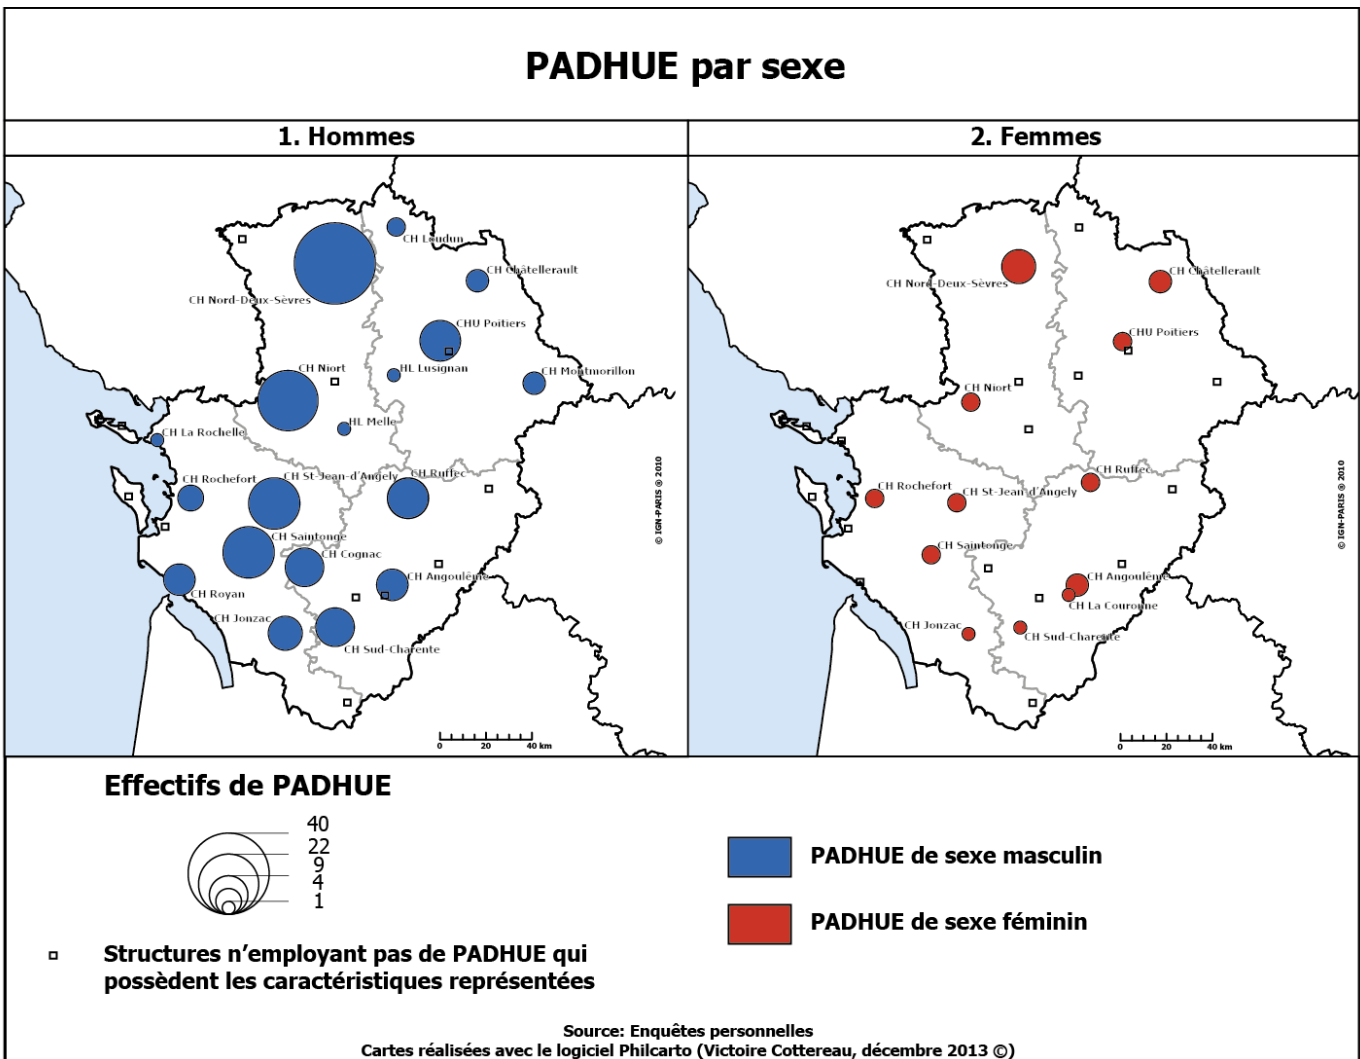 PADHUE par sexe
1. Hommes
2. Femmes
CH Loudun
CH Châtellerault
CH Nord-Deux-Sèvres
CHU Poitiers
CH Niort
HL Lusignan
CH Montmorillon
HL Melle
CH La Rochelle
CH Rochefort
CH St-Jean-d'Angely
CH Ruffec
CH Saintonge
CH Cognac
CH Angoulême
CH Royan
CH Jonzac
CH Sud-Charente
© IGN-PARIS ® 2010
0 20 40 km
CH Châtellerault
CH Nord-Deux-Sèvres
CHU Poitiers
CH Niort
CH Ruffec
CH Rochefort
CH St-Jean-d'Angely
CH Saintonge
CH Angoulême
CH La Couronne
CH Jonzac
CH Sud-Charente
© IGN-PARIS ® 2010
0 20 40 km
Effectifs de PADHUE
40
22
9
4
1
PADHUE de sexe masculin
PADHUE de sexe féminin
Structures n'employant pas de PADHUE qui
possèdent les caractéristiques représentées
Source: Enquêtes personnelles
Cartes réalisées avec le logiciel Philcarto (Victoire Cottereau, décembre 2013 ©)